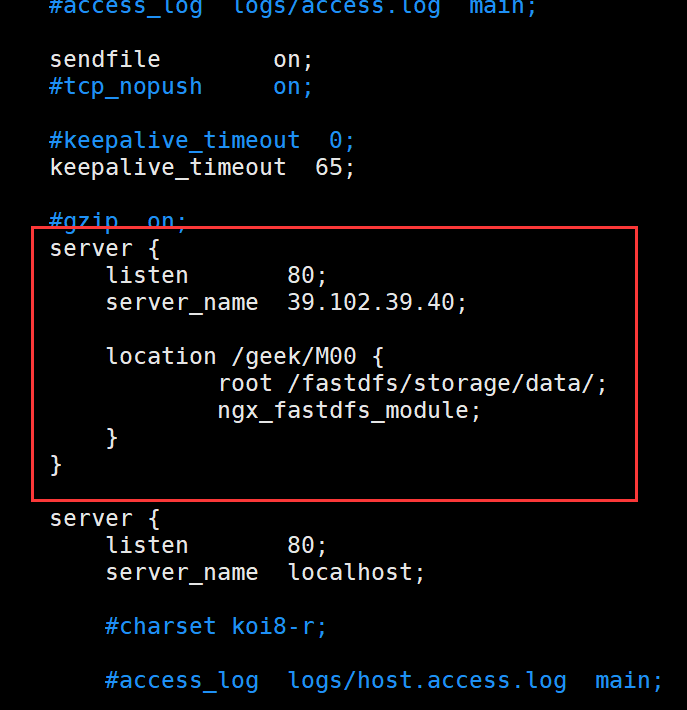 #access_log  logs/access.log  main;
sendfile        on;
#tcp_nopush     on;
#keepalive_timeout  0;
keepalive_timeout  65;
#gzip  on;
server {
    listen       80;
    server_name  39.102.39.40;
    location /geek/M00 {
            root /fastdfs/storage/data/;
            ngx_fastdfs_module;
    }
}
server {
    listen       80;
    server_name  localhost;
    #charset koi8-r;
    #access_log  logs/host.access.log  main;